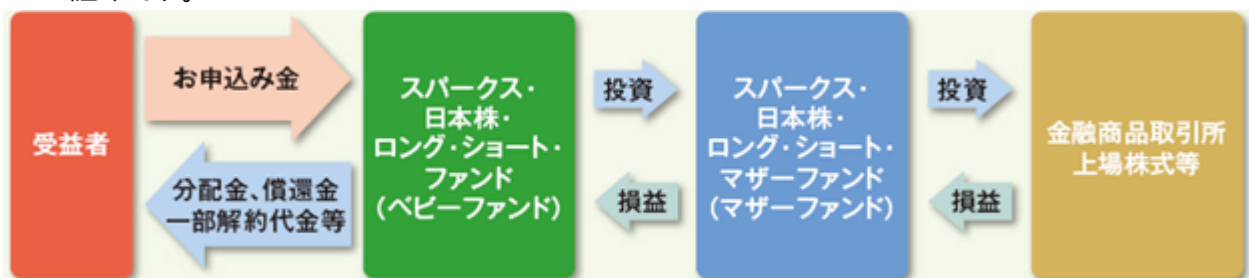 受益者
お申込み金
分配金、償還金
一部解約代金等
スパークス・
日本株・
ロング・ショート・
ファンド
(ベビーファンド)
投資
損益
スパークス・
日本株・
ロング・ショート・
マザーファンド
(マザーファンド)
投資
損益
金融商品取引所
上場株式等